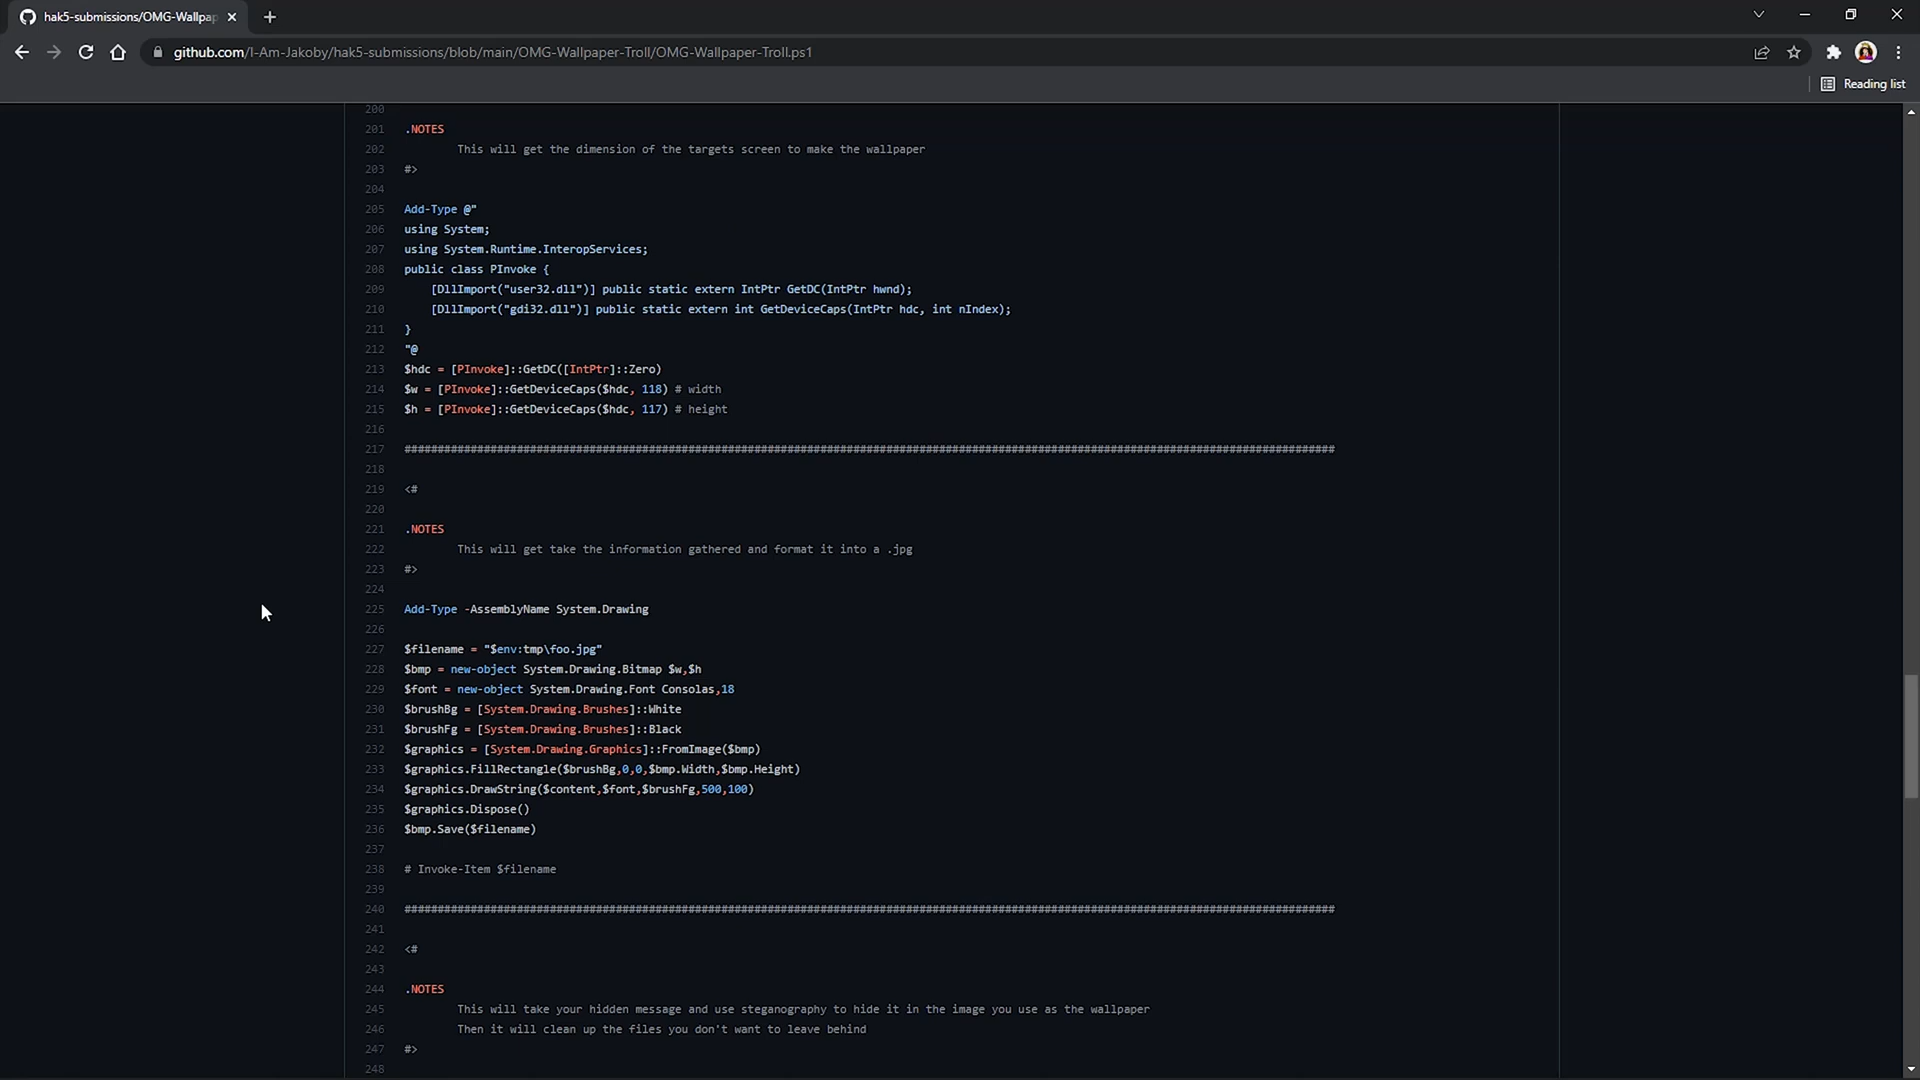 hak5-submissions/OMG-Wallpap
github.com/I-Am-Jakoby/hak5-submissions/blob/main/OMG-Wallpaper-Troll/OMG-Wallpaper-Troll.ps1
Reading list
200
201 .NOTES
202 This will get the dimension of the targets screen to make the wallpaper
203 #>
204
205 Add-Type @"
206 using System;
207 using System.Runtime.InteropServices;
208 public class PInvoke {
209 [DllImport("user32.dll")] public static extern IntPtr GetDC(IntPtr hwnd);
210 [DllImport("gdi32.dll")] public static extern int GetDeviceCaps(IntPtr hdc, int nIndex);
211 }
212 "@
213 $hdc = [PInvoke]::GetDC([IntPtr]::Zero)
214 $w = [PInvoke]::GetDeviceCaps($hdc, 118) # width
215 $h = [PInvoke]::GetDeviceCaps($hdc, 117) # height
216
217 #############################################################################################################################################
218
219 <#
220
221 .NOTES
222 This will get take the information gathered and format it into a .jpg
223 #>
224
225 Add-Type -AssemblyName System.Drawing
226
227 $filename = "$env:tmp\foo.jpg"
228 $bmp = new-object System.Drawing.Bitmap $w,$h
229 $font = new-object System.Drawing.Font Consolas,18
230 $brushBg = [System.Drawing.Brushes]::White
231 $brushFg = [System.Drawing.Brushes]::Black
232 $graphics = [System.Drawing.Graphics]::FromImage($bmp)
233 $graphics.FillRectangle($brushBg,0,0,$bmp.Width,$bmp.Height)
234 $graphics.DrawString($content,$font,$brushFg,500,100)
235 $graphics.Dispose()
236 $bmp.Save($filename)
237
238 # Invoke-Item $filename
239
240 #############################################################################################################################################
241
242 <#
243
244 .NOTES
245 This will take your hidden message and use steganography to hide it in the image you use as the wallpaper
246 Then it will clean up the files you don't want to leave behind
247 #>
248